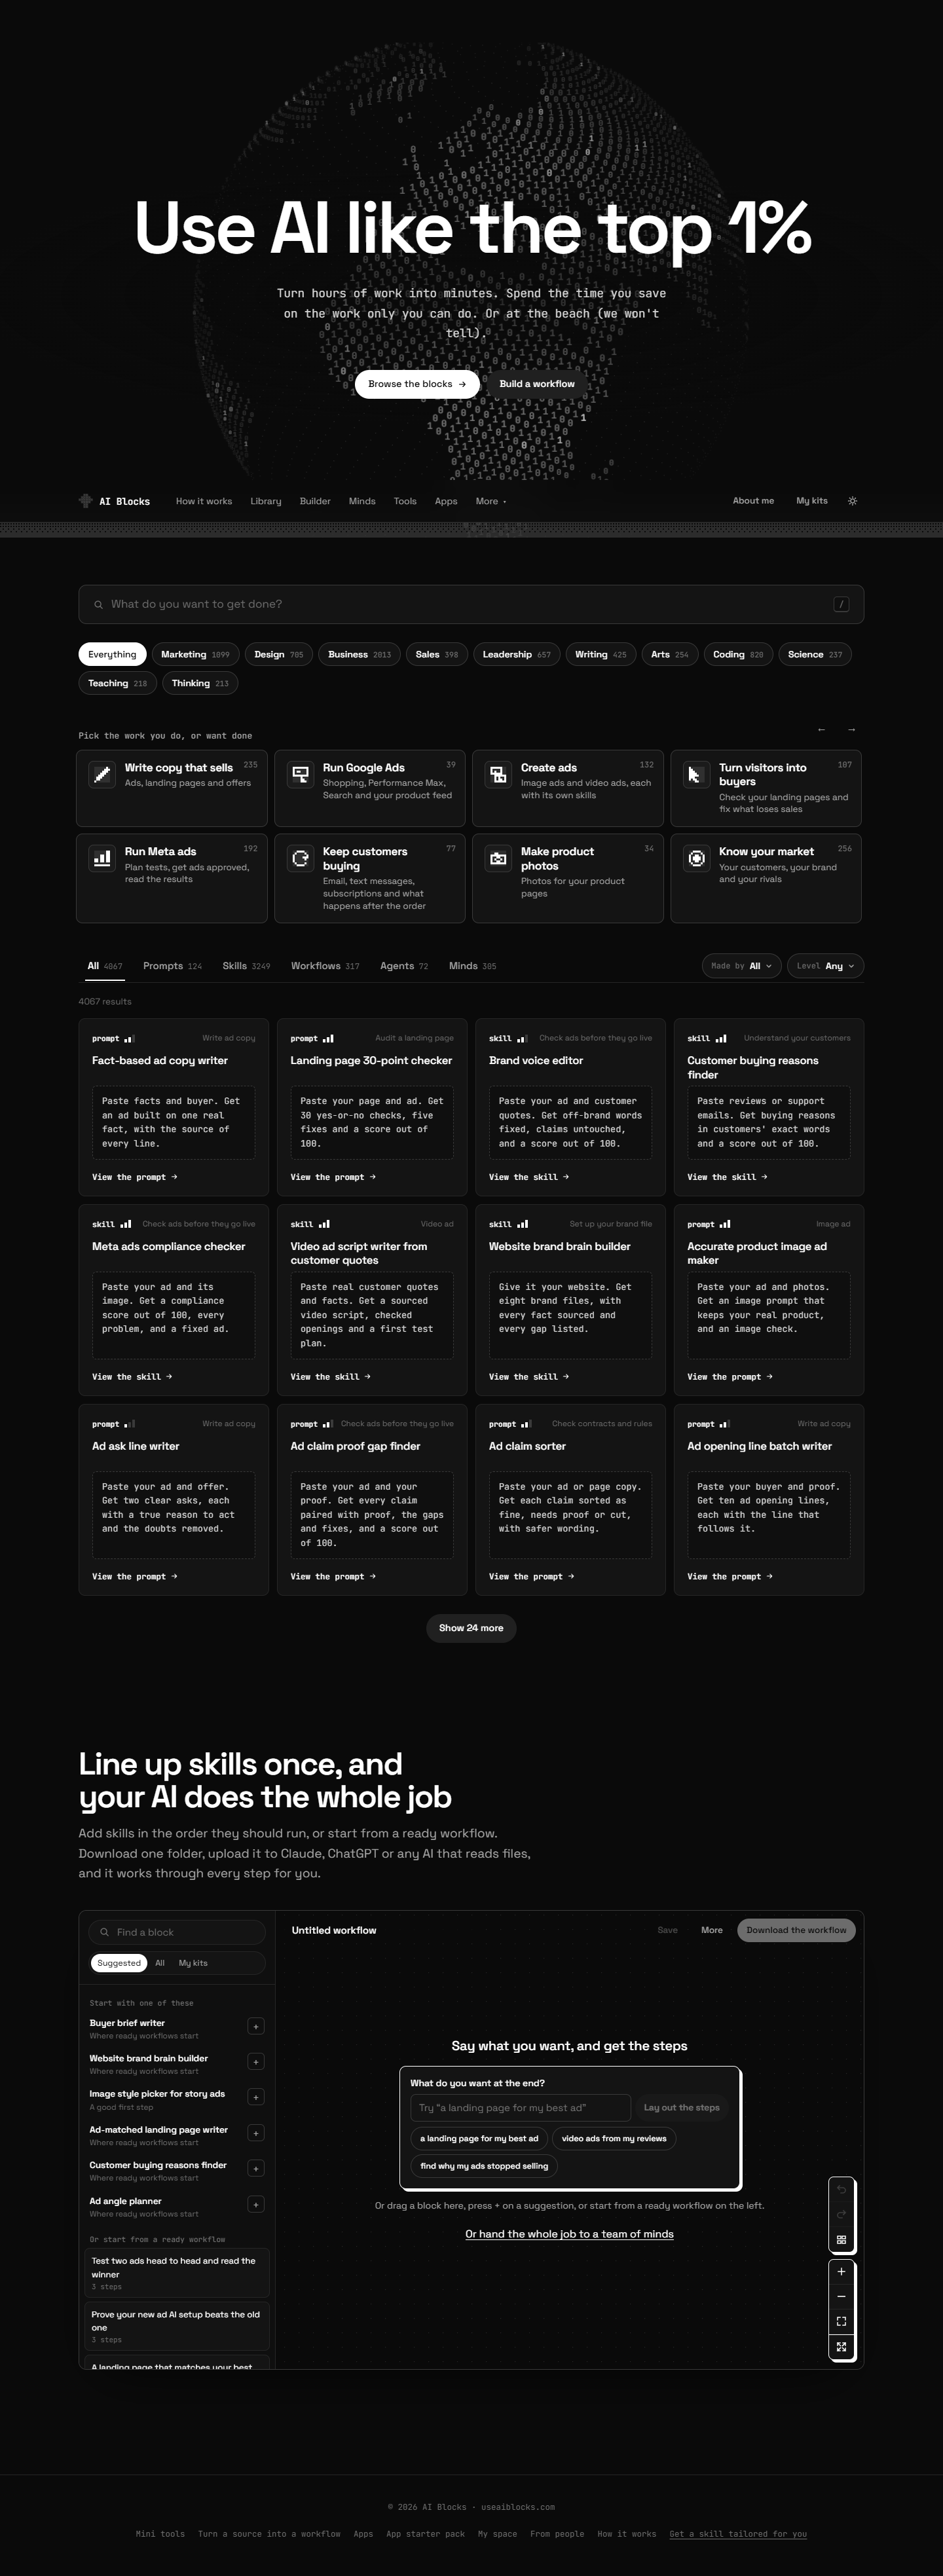 Use AI like the top 1%
Turn hours of work into minutes. Spend the time you save
on the work only you can do. Or at the beach (we won't
tell).
Browse the blocks →
Build a workflow
AI Blocks
How it works
Library
Builder
Minds
Tools
Apps
More
About me
My kits
What do you want to get done?
/
Everything
Marketing 1099
Design 705
Business 2013
Sales 398
Leadership 657
Writing 425
Arts 254
Coding 820
Science 237
Teaching 218
Thinking 213
Pick the work you do, or want done
← →
Write copy that sells 235
Ads, landing pages and offers
Run Google Ads 39
Shopping, Performance Max,
Search and your product feed
Create ads 132
Image ads and video ads, each
with its own skills
Turn visitors into 107
buyers
Check your landing pages and
fix what loses sales
Run Meta ads 192
Plan tests, get ads approved,
read the results
Keep customers 77
buying
Email, text messages,
subscriptions and what
happens after the order
Make product 34
photos
Photos for your product
pages
Know your market 256
Your customers, your brand
and your rivals
All 4067
Prompts 124
Skills 3249
Workflows 317
Agents 72
Minds 305
Made by All
Level Any
4067 results
prompt Write ad copy
Fact-based ad copy writer
Paste facts and buyer. Get
an ad built on one real
fact, with the source of
every line.
View the prompt →
prompt Audit a landing page
Landing page 30-point checker
Paste your page and ad. Get
30 yes-or-no checks, five
fixes and a score out of
100.
View the prompt →
skill Check ads before they go live
Brand voice editor
Paste your ad and customer
quotes. Get off-brand words
fixed, claims untouched,
and a score out of 100.
View the skill →
skill Understand your customers
Customer buying reasons
finder
Paste reviews or support
emails. Get buying reasons
in customers' exact words
and a score out of 100.
View the skill →
skill Check ads before they go live
Meta ads compliance checker
Paste your ad and its
image. Get a compliance
score out of 100, every
problem, and a fixed ad.
View the skill →
skill Video ad
Video ad script writer from
customer quotes
Paste real customer quotes
and facts. Get a sourced
video script, checked
openings and a first test
plan.
View the skill →
skill Set up your brand file
Website brand brain builder
Give it your website. Get
eight brand files, with
every fact sourced and
every gap listed.
View the skill →
prompt Image ad
Accurate product image ad
maker
Paste your ad and photos.
Get an image prompt that
keeps your real product,
and an image check.
View the prompt →
prompt Write ad copy
Ad ask line writer
Paste your ad and offer.
Get two clear asks, each
with a true reason to act
and the doubts removed.
View the prompt →
prompt Check ads before they go live
Ad claim proof gap finder
Paste your ad and your
proof. Get every claim
paired with proof, the gaps
and fixes, and a score out
of 100.
View the prompt →
prompt Check contracts and rules
Ad claim sorter
Paste your ad or page copy.
Get each claim sorted as
fine, needs proof or cut,
with safer wording.
View the prompt →
prompt Write ad copy
Ad opening line batch writer
Paste your buyer and proof.
Get ten ad opening lines,
each with the line that
follows it.
View the prompt →
Show 24 more
Line up skills once, and
your AI does the whole job
Add skills in the order they should run, or start from a ready workflow.
Download one folder, upload it to Claude, ChatGPT or any AI that reads files,
and it works through every step for you.
Find a block
Suggested
All
My kits
Start with one of these
Buyer brief writer
Where ready workflows start
Website brand brain builder
Where ready workflows start
Image style picker for story ads
A good first step
Ad-matched landing page writer
Where ready workflows start
Customer buying reasons finder
Where ready workflows start
Ad angle planner
Where ready workflows start
Or start from a ready workflow
Test two ads head to head and read the
winner
3 steps
Prove your new ad AI setup beats the old
one
3 steps
A landing page that matches your best
Untitled workflow
Save
More
Download the workflow
Say what you want, and get the steps
What do you want at the end?
Try "a landing page for my best ad"
Lay out the steps
a landing page for my best ad
video ads from my reviews
find why my ads stopped selling
Or drag a block here, press + on a suggestion, or start from a ready workflow on the left.
Or hand the whole job to a team of minds
© 2026 AI Blocks · useaiblocks.com
Mini tools
Turn a source into a workflow
Apps
App starter pack
My space
From people
How it works
Get a skill tailored for you